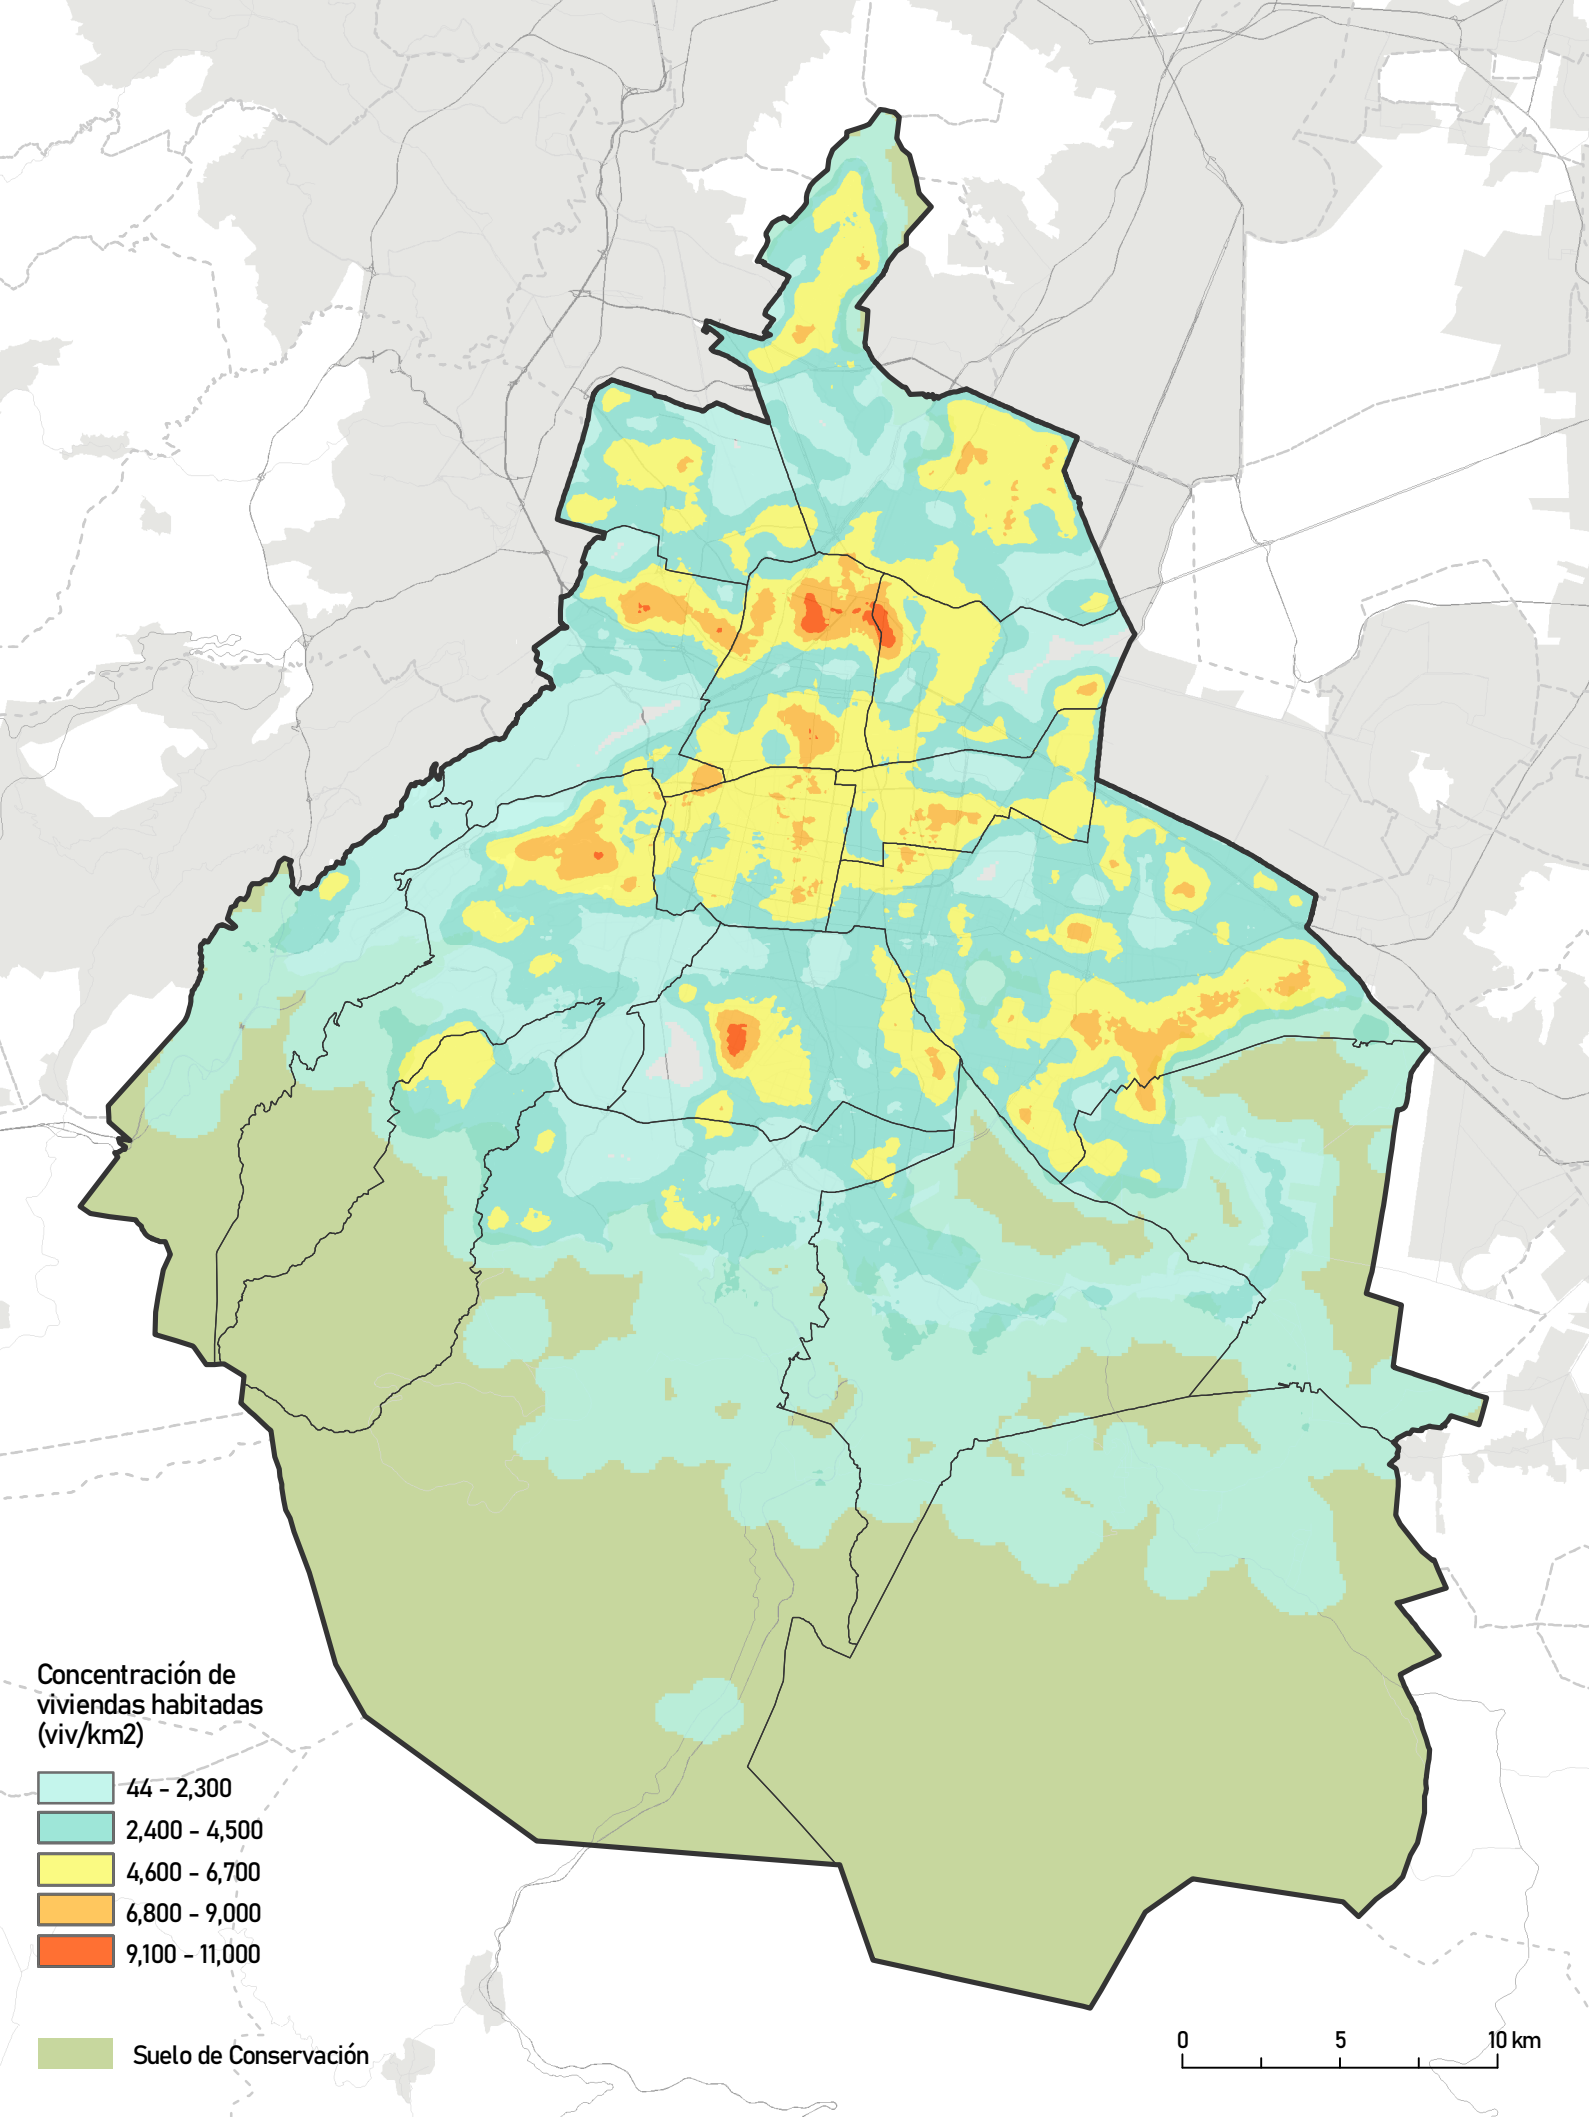 Concentración de
viviendas habitadas
(viv/km2)
44 - 2,300
2,400 - 4,500
4,600 - 6,700
6,800 - 9,000
9,100 - 11,000
Suelo de Conservación
0 5 10 km